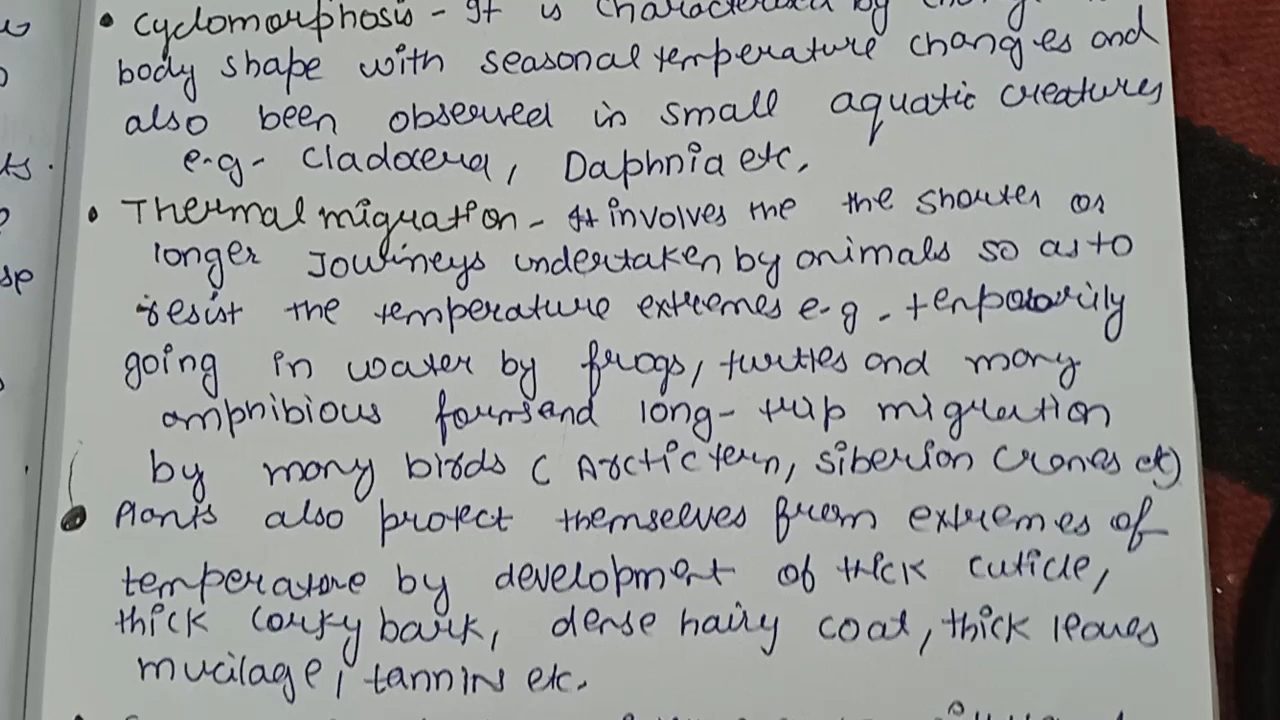 • Cyclomorphosis - It is characterized by
body shape with seasonal temperature changes and
also been observed in small aquatic creatures
e-g- Cladocera, Daphnia etc.
• Thermal migration - It involves the the shorter or
longer Journeys undertaken by animals so as to
resist the temperature extremes e-g - temporarily
going in water by frogs, turtles and many
amphibious forms and long-trip migration
by many birds ( Arctic tern, siberion Cranes etc)
• Plants also protect themselves from extremes of
temperature by development of thick cuticle,
thick Corky bark, dense hairy coat, thick leaves
mucilage, tannins etc.